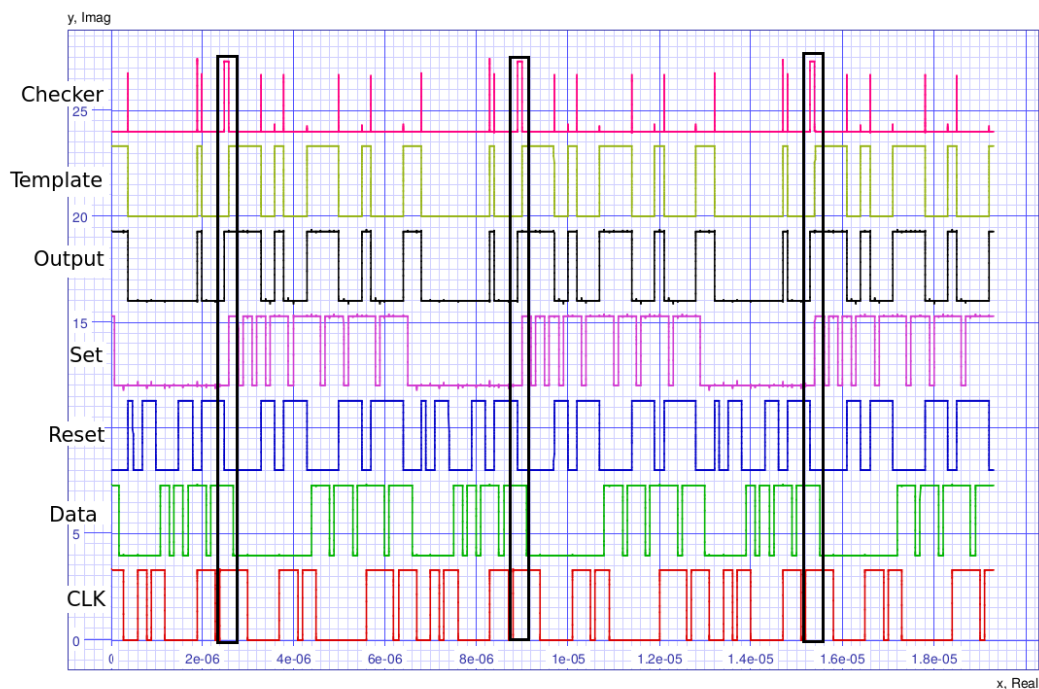 y, Imag
Checker
25
Template
20
Output
15
Set
Reset
Data
5
CLK
0
0 2e-06 4e-06 6e-06 8e-06 1e-05 1.2e-05 1.4e-05 1.6e-05 1.8e-05
x, Real